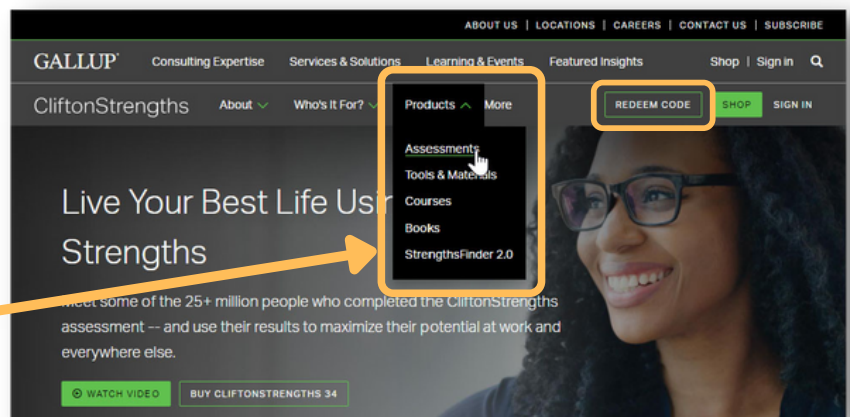 ABOUT US | LOCATIONS | CAREERS | CONTACT US | SUBSCRIBE
GALLUP® Consulting Expertise Services & Solutions Learning & Events Featured Insights Shop | Sign in
CliftonStrengths About Who's It For? Products More REDEEM CODE SHOP SIGN IN
Assessments
Tools & Materials
Courses
Books
StrengthsFinder 2.0
Live Your Best Life Usi
Strengths
Meet some of the 25+ million people who completed the CliftonStrengths
assessment -- and use their results to maximize their potential at work and
everywhere else.
WATCH VIDEO BUY CLIFTONSTRENGTHS 34